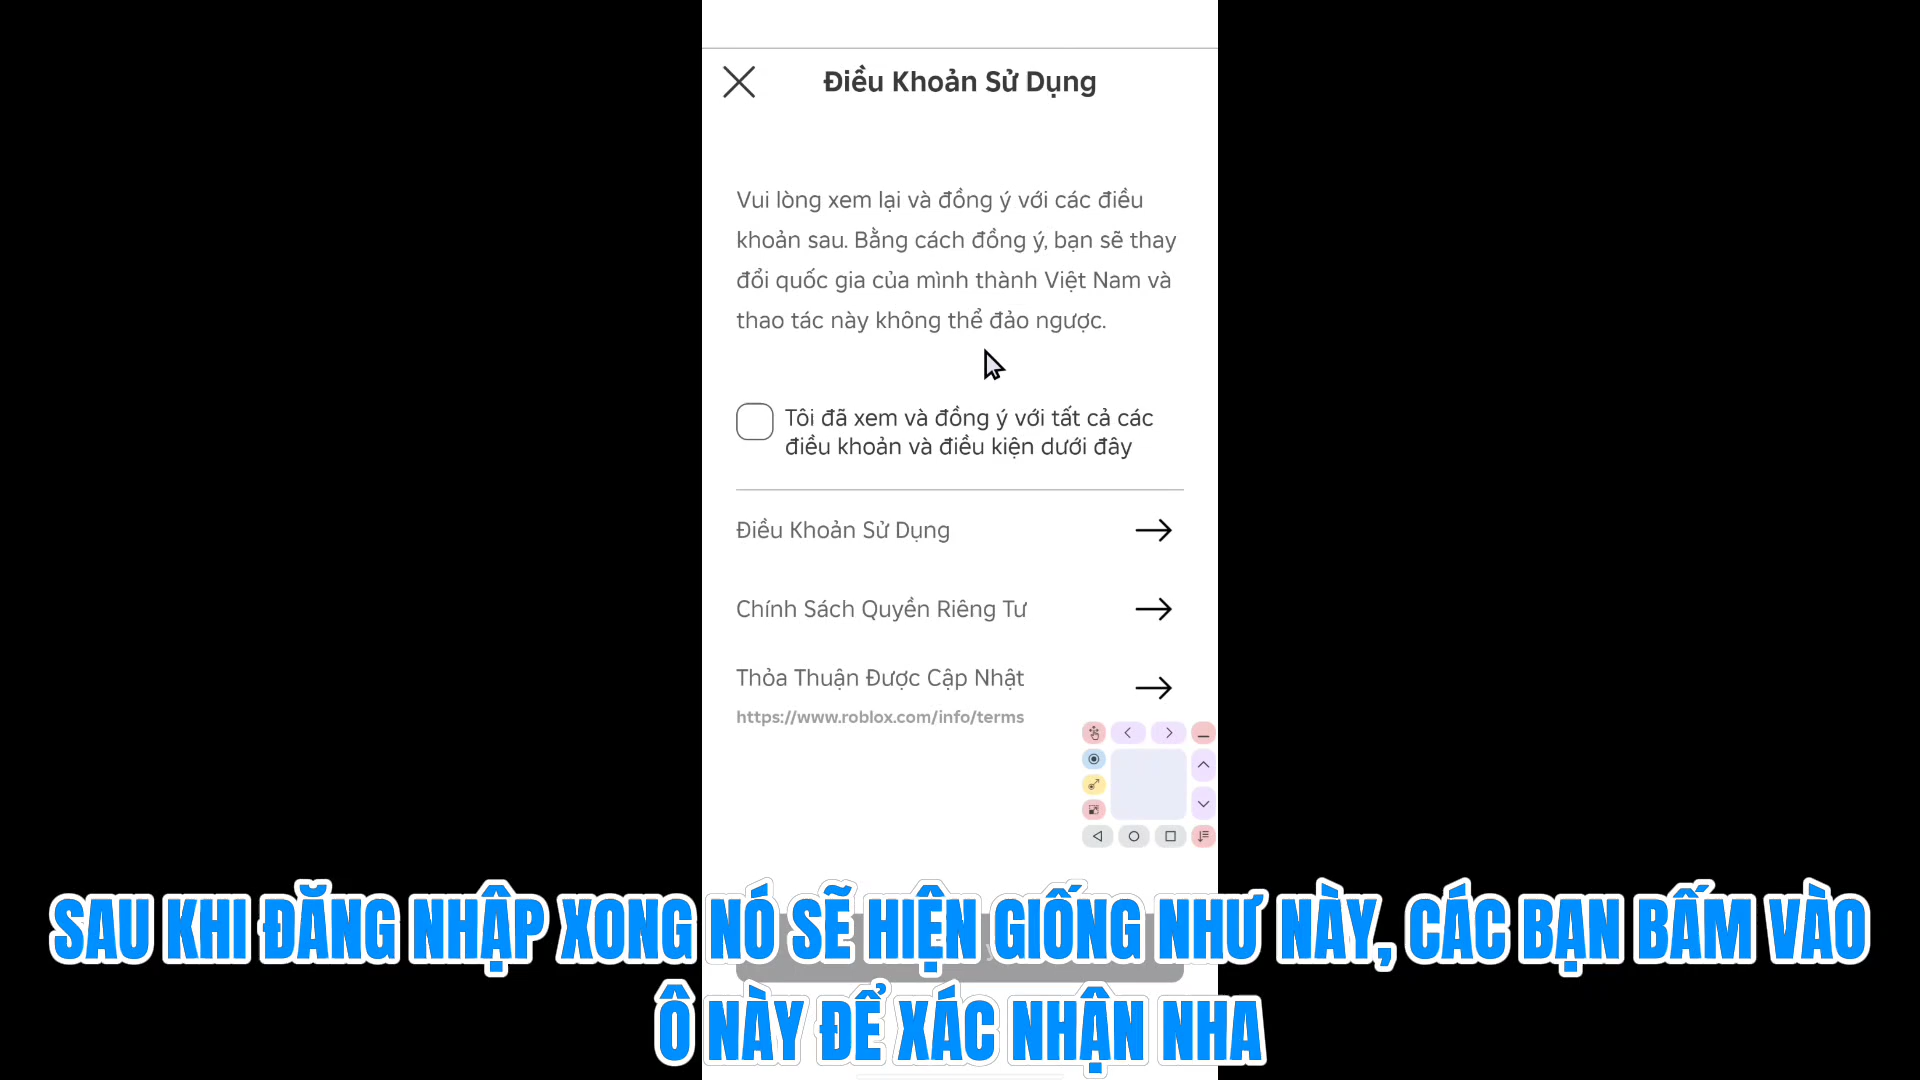 Điều Khoản Sử Dụng
Vui lòng xem lại và đồng ý với các điều
khoản sau. Bằng cách đồng ý, bạn sẽ thay
đổi quốc gia của mình thành Việt Nam và
thao tác này không thể đảo ngược.
Tôi đã xem và đồng ý với tất cả các
điều khoản và điều kiện dưới đây
Điều Khoản Sử Dụng
Chính Sách Quyền Riêng Tư
Thỏa Thuận Được Cập Nhật
https://www.roblox.com/info/terms
SAU KHI ĐĂNG NHẬP XONG NÓ SẼ HIỆN GIỐNG NHƯ NÀY, CÁC BẠN BẤM VÀO
Ô NÀY ĐỂ XÁC NHẬN NHA